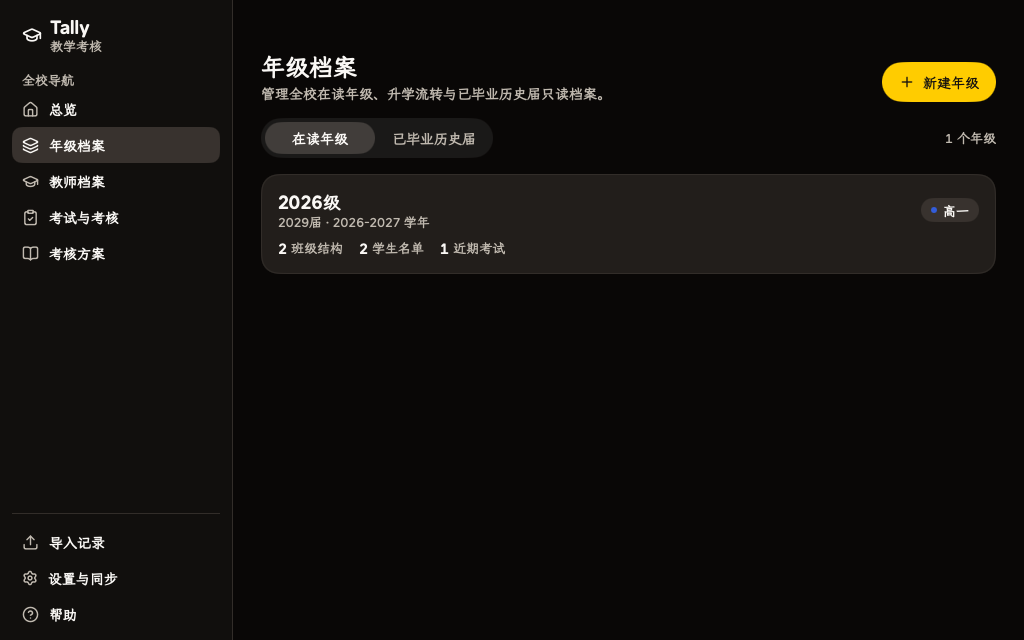 Tally
教学考核
全校导航
总览
年级档案
教师档案
考试与考核
考核方案
导入记录
设置与同步
帮助
年级档案
管理全校在读年级、升学流转与已毕业历史届只读档案。
新建年级
在读年级
已毕业历史届
1 个年级
2026级
2029届 · 2026-2027 学年
2 班级结构 2 学生名单 1 近期考试
高一